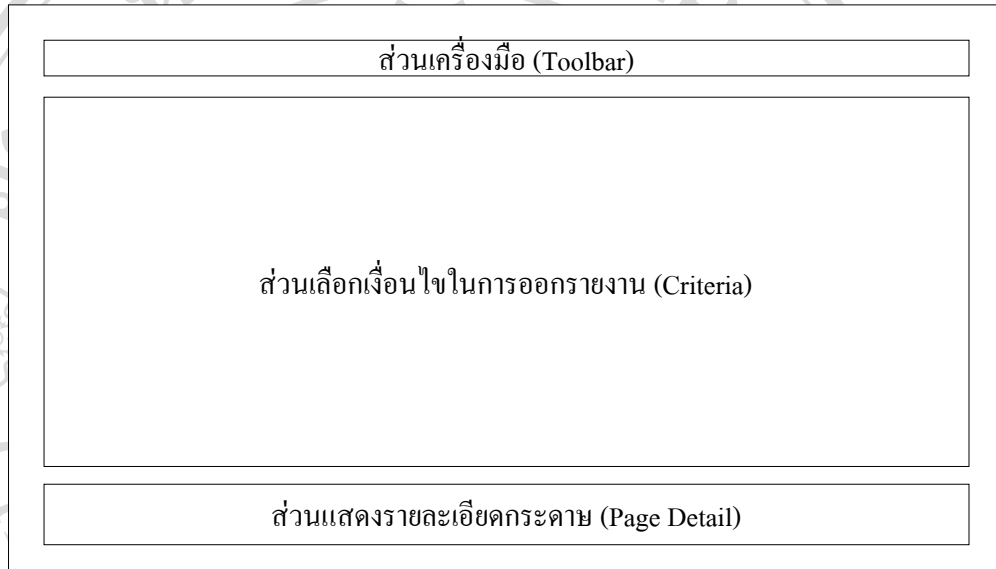 ส่วนเครื่องมือ (Toolbar)
ส่วนเลือกเงื่อนไขในการออกรายงาน (Criteria)
ส่วนแสดงรายละเอียดกระดาษ (Page Detail)